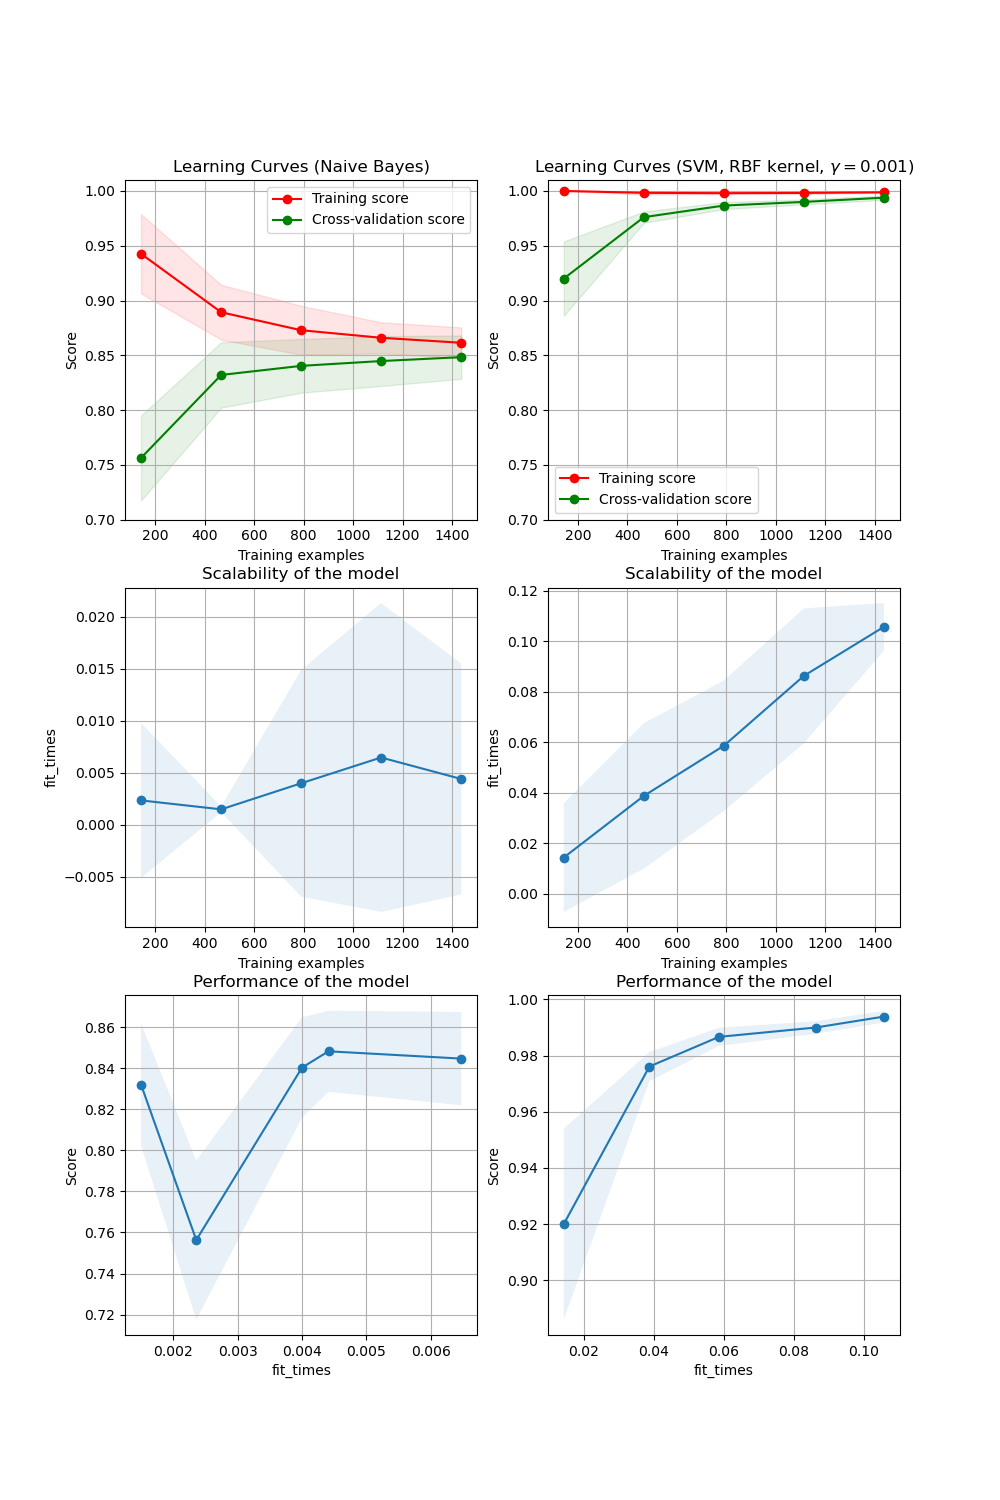 Learning Curves (Naive Bayes)
1.00
0.95
0.90
0.85
0.80
0.75
0.70
Score
Training score
Cross-validation score
200 400 600 800 1000 1200 1400
Training examples
Learning Curves (SVM, RBF kernel, γ = 0.001)
1.00
0.95
0.90
0.85
0.80
0.75
0.70
Score
Training score
Cross-validation score
200 400 600 800 1000 1200 1400
Training examples
Scalability of the model
0.020
0.015
0.010
0.005
0.000
−0.005
fit_times
200 400 600 800 1000 1200 1400
Training examples
Scalability of the model
0.12
0.10
0.08
0.06
0.04
0.02
0.00
fit_times
200 400 600 800 1000 1200 1400
Training examples
Performance of the model
0.86
0.84
0.82
0.80
0.78
0.76
0.74
0.72
Score
0.002 0.003 0.004 0.005 0.006
fit_times
Performance of the model
1.00
0.98
0.96
0.94
0.92
0.90
Score
0.02 0.04 0.06 0.08 0.10
fit_times